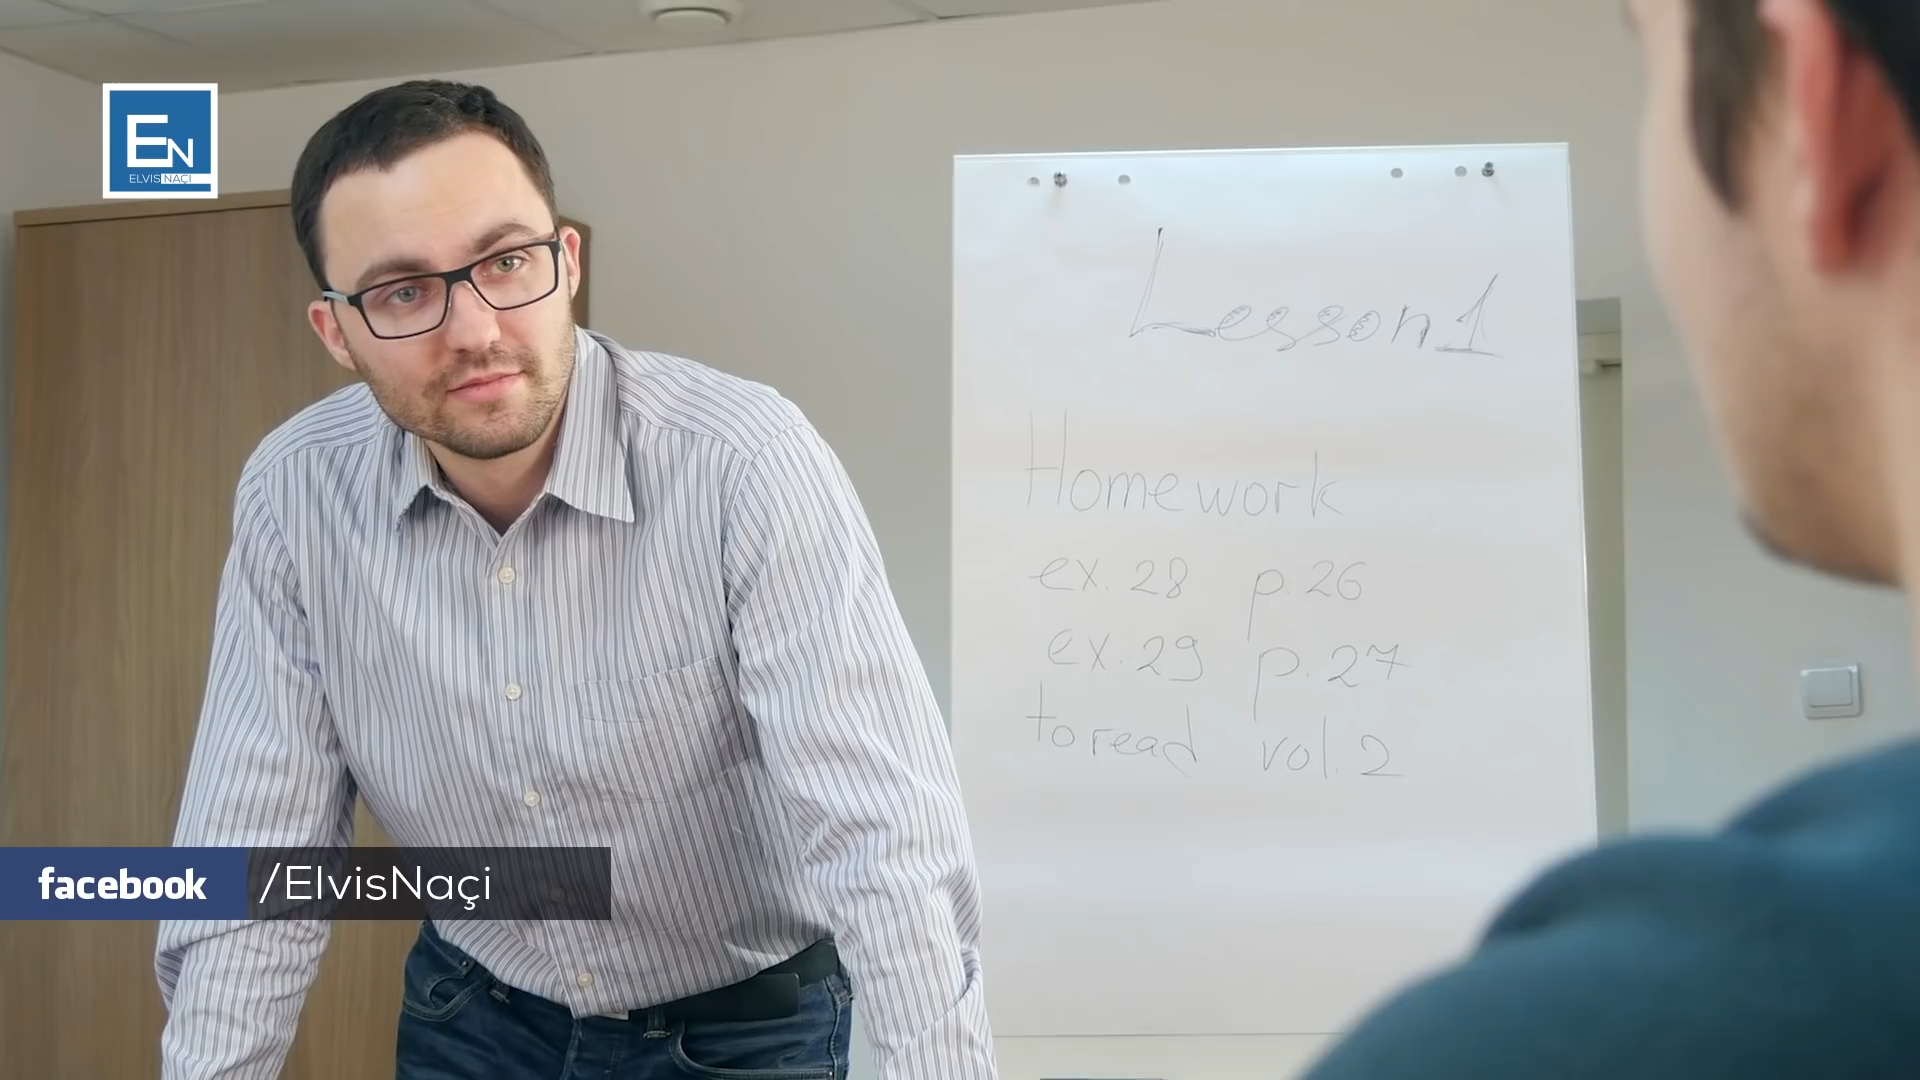 EN
ELVIS NAÇI
Lesson 1
Homework
ex. 28 p. 26
ex. 29 p. 27
to read vol. 2
facebook /ElvisNaçi